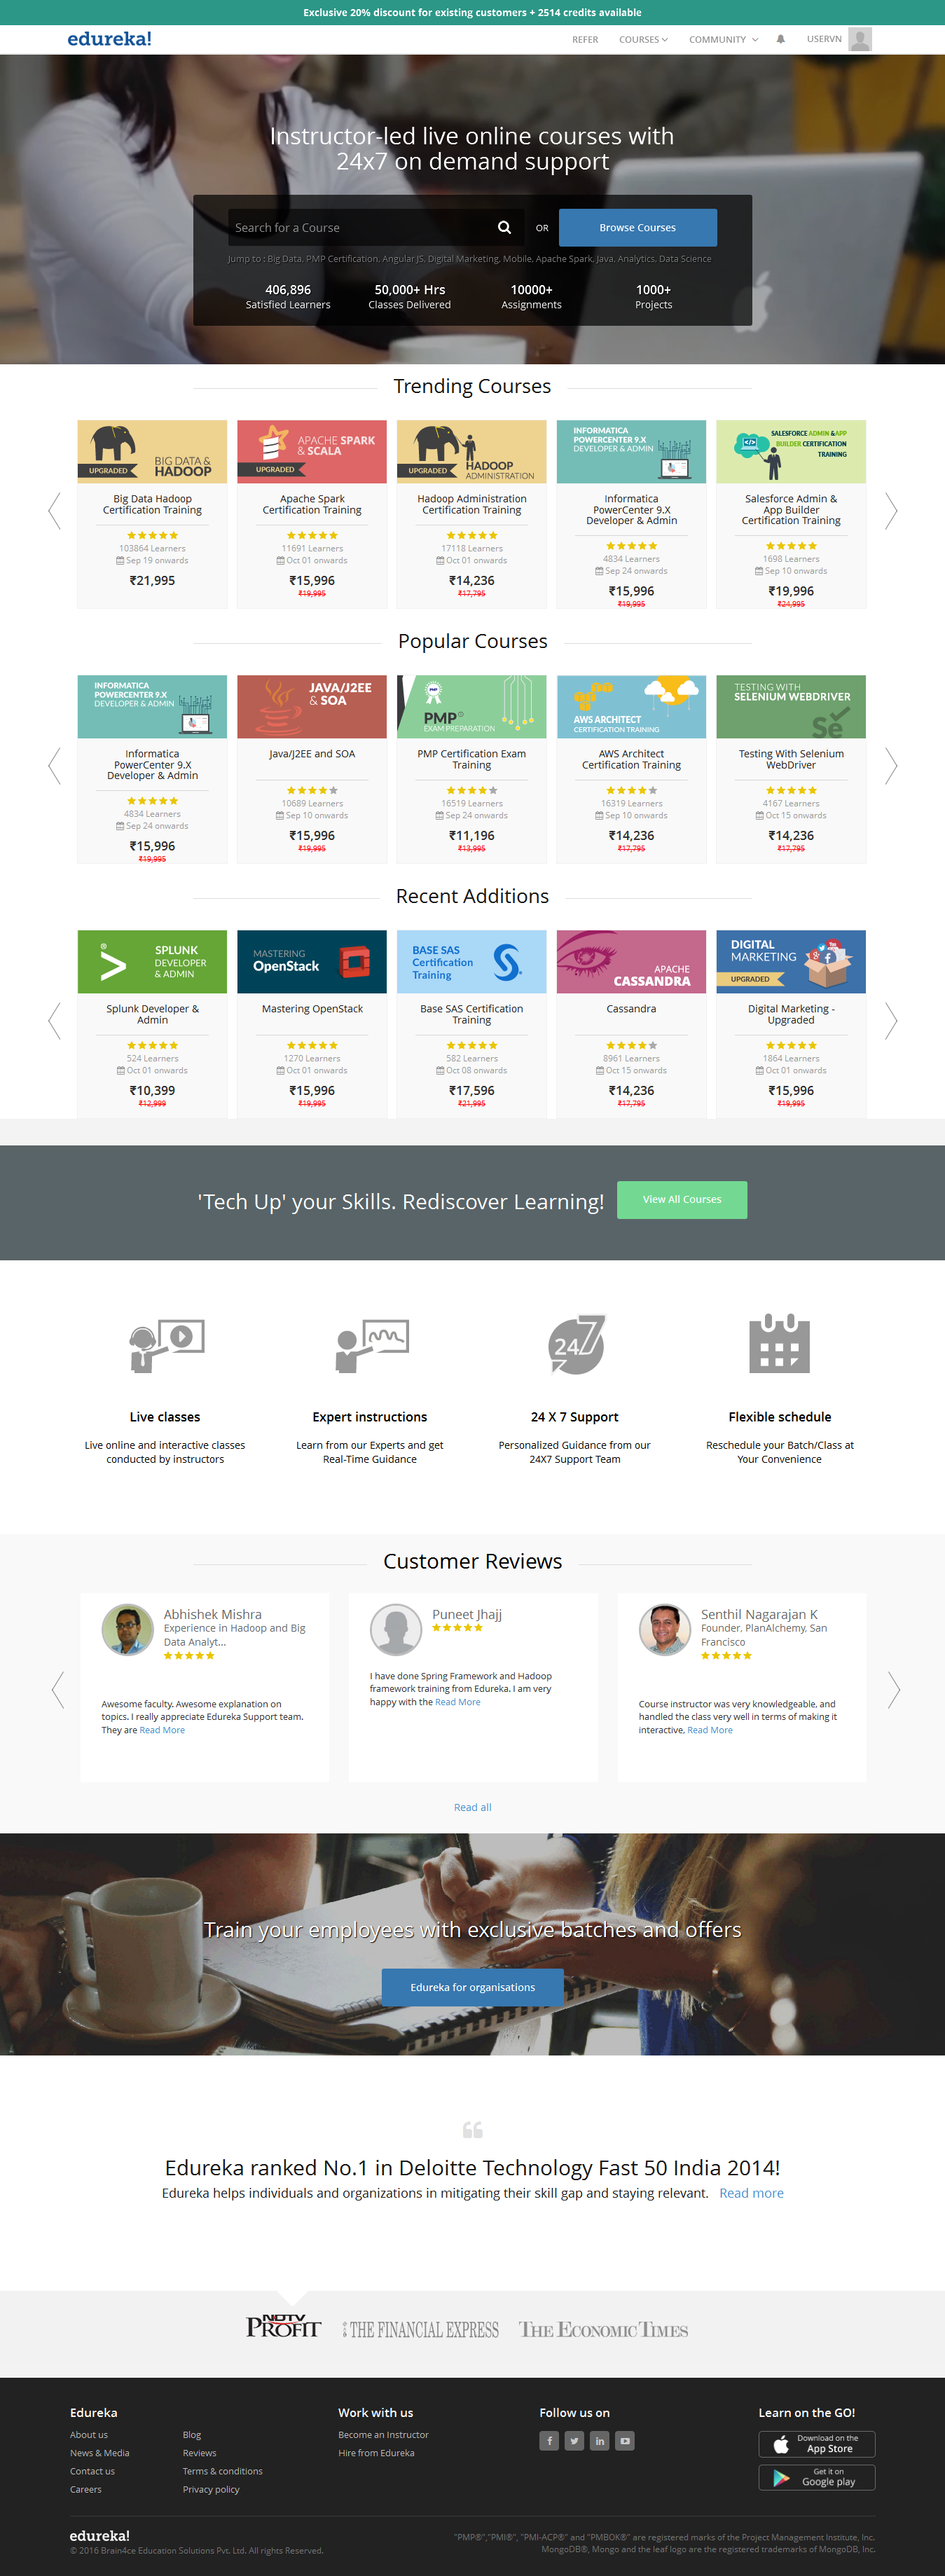 Exclusive 20% discount for existing customers + 2514 credits available
edureka!
REFER COURSES COMMUNITY USERVN
Instructor-led live online courses with
24x7 on demand support
Search for a Course OR Browse Courses
Jump to : Big Data, PMP Certification, Angular JS, Digital Marketing, Mobile, Apache Spark, Java, Analytics, Data Science
406,896 50,000+ Hrs 10000+ 1000+
Satisfied Learners Classes Delivered Assignments Projects
Trending Courses
BIG DATA &
HADOOP
UPGRADED
Big Data Hadoop
Certification Training
103864 Learners
Sep 19 onwards
₹21,995
APACHE SPARK
& SCALA
UPGRADED
Apache Spark
Certification Training
11691 Learners
Oct 01 onwards
₹15,996
₹19,995
HADOOP
ADMINISTRATION
UPGRADED
Hadoop Administration
Certification Training
17118 Learners
Oct 01 onwards
₹14,236
₹17,795
INFORMATICA
POWERCENTER 9.X
DEVELOPER & ADMIN
Informatica
PowerCenter 9.X
Developer & Admin
4834 Learners
Sep 24 onwards
₹15,996
₹19,995
SALESFORCE ADMIN &APP
BUILDER CERTIFICATION
TRAINING
Salesforce Admin &
App Builder
Certification Training
1698 Learners
Sep 10 onwards
₹19,996
₹24,995
Popular Courses
INFORMATICA
POWERCENTER 9.X
DEVELOPER & ADMIN
Informatica
PowerCenter 9.X
Developer & Admin
4834 Learners
Sep 24 onwards
₹15,996
₹19,995
JAVA/J2EE
& SOA
Java/J2EE and SOA
10689 Learners
Sep 10 onwards
₹15,996
₹19,995
PMP
PMP®
EXAM PREPARATION
PMP Certification Exam
Training
16519 Learners
Sep 24 onwards
₹11,196
₹13,995
AWS ARCHITECT
CERTIFICATION TRAINING
AWS Architect
Certification Training
16319 Learners
Sep 10 onwards
₹14,236
₹17,795
TESTING WITH
SELENIUM WEBDRIVER
Se
Testing With Selenium
WebDriver
4167 Learners
Oct 15 onwards
₹14,236
₹17,795
Recent Additions
SPLUNK
DEVELOPER
& ADMIN
Splunk Developer &
Admin
524 Learners
Oct 01 onwards
₹10,399
₹12,999
MASTERING
OpenStack
Mastering OpenStack
1270 Learners
Oct 01 onwards
₹15,996
₹19,995
BASE SAS
Certification
Training
Base SAS Certification
Training
582 Learners
Oct 08 onwards
₹17,596
₹21,995
APACHE
CASSANDRA
Cassandra
8961 Learners
Oct 15 onwards
₹14,236
₹17,795
DIGITAL
MARKETING
UPGRADED
Digital Marketing -
Upgraded
1864 Learners
Oct 01 onwards
₹15,996
₹19,995
'Tech Up' your Skills. Rediscover Learning! View All Courses
24 7
Live classes
Live online and interactive classes
conducted by instructors
Expert instructions
Learn from our Experts and get
Real-Time Guidance
24 X 7 Support
Personalized Guidance from our
24X7 Support Team
Flexible schedule
Reschedule your Batch/Class at
Your Convenience
Customer Reviews
Abhishek Mishra
Experience in Hadoop and Big
Data Analyt...
Awesome faculty. Awesome explanation on
topics. I really appreciate Edureka Support team.
They are Read More
Puneet Jhajj
I have done Spring Framework and Hadoop
framework training from Edureka. I am very
happy with the Read More
Senthil Nagarajan K
Founder, PlanAlchemy, San
Francisco
Course instructor was very knowledgeable, and
handled the class very well in terms of making it
interactive, Read More
Read all
Train your employees with exclusive batches and offers
Edureka for organisations
Edureka ranked No.1 in Deloitte Technology Fast 50 India 2014!
Edureka helps individuals and organizations in mitigating their skill gap and staying relevant. Read more
NDTV
PROFIT THE FINANCIAL EXPRESS THE ECONOMIC TIMES
Edureka
About us Blog
News & Media Reviews
Contact us Terms & conditions
Careers Privacy policy
Work with us
Become an Instructor
Hire from Edureka
Follow us on
Learn on the GO!
Download on the
App Store
Get it on
Google play
edureka!
© 2016 Brain4ce Education Solutions Pvt. Ltd. All rights Reserved.
"PMP®","PMI®", "PMI-ACP®" and "PMBOK®" are registered marks of the Project Management Institute, Inc.
MongoDB®, Mongo and the leaf logo are the registered trademarks of MongoDB, Inc.